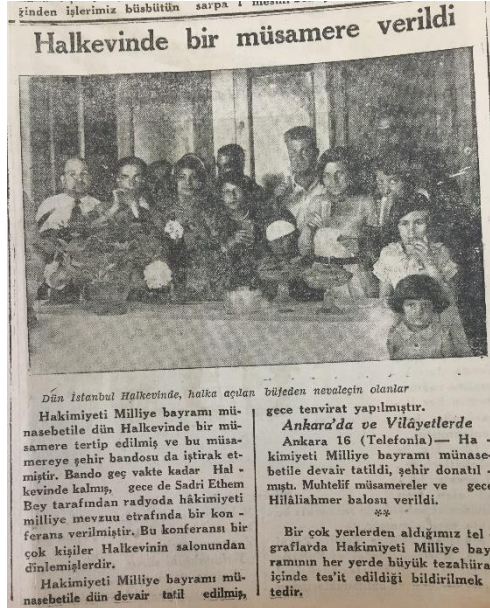 ğinden işlerimiz büsbütün sarpa
Halkevinde bir müsamere verildi
Dün İstanbul Halkevinde, halka açılan büfeden nevaleçin olanlar
Hakimiyeti Milliye bayramı mü-
nasebetile dün Halkevinde bir mü-
samere tertip edilmiş ve bu müsa-
mereye şehir bandosu da iştirak et-
miştir. Bando geç vakte kadar Hal -
kevinde kalmış, gece de Sadri Ethem
Bey tarafından radyoda hâkimiyeti
milliye mevzuu etrafında bir kon -
ferans verilmiştir. Bu konferansı bir
çok kişiler Halkevinin salonundan
dinlemişlerdir.
Hakimiyeti Milliye bayramı mü-
nasebetile dün devair tatil edilmiş,
gece tenvirat yapılmıştır.
Ankara'da ve Vilâyetlerde
Ankara 16 (Telefonla)— Ha -
kimiyeti Milliye bayramı münase-
betile devair tatildi, şehir donatıl -
mıştı. Muhtelif müsamereler ve gece
Hilâliahmer balosu verildi.
**
Bir çok yerlerden aldığımız tel
graflarda Hakimiyeti Milliye bay
ramının her yerde büyük tezahüra
içinde tes'it edildiği bildirilmek
tedir.